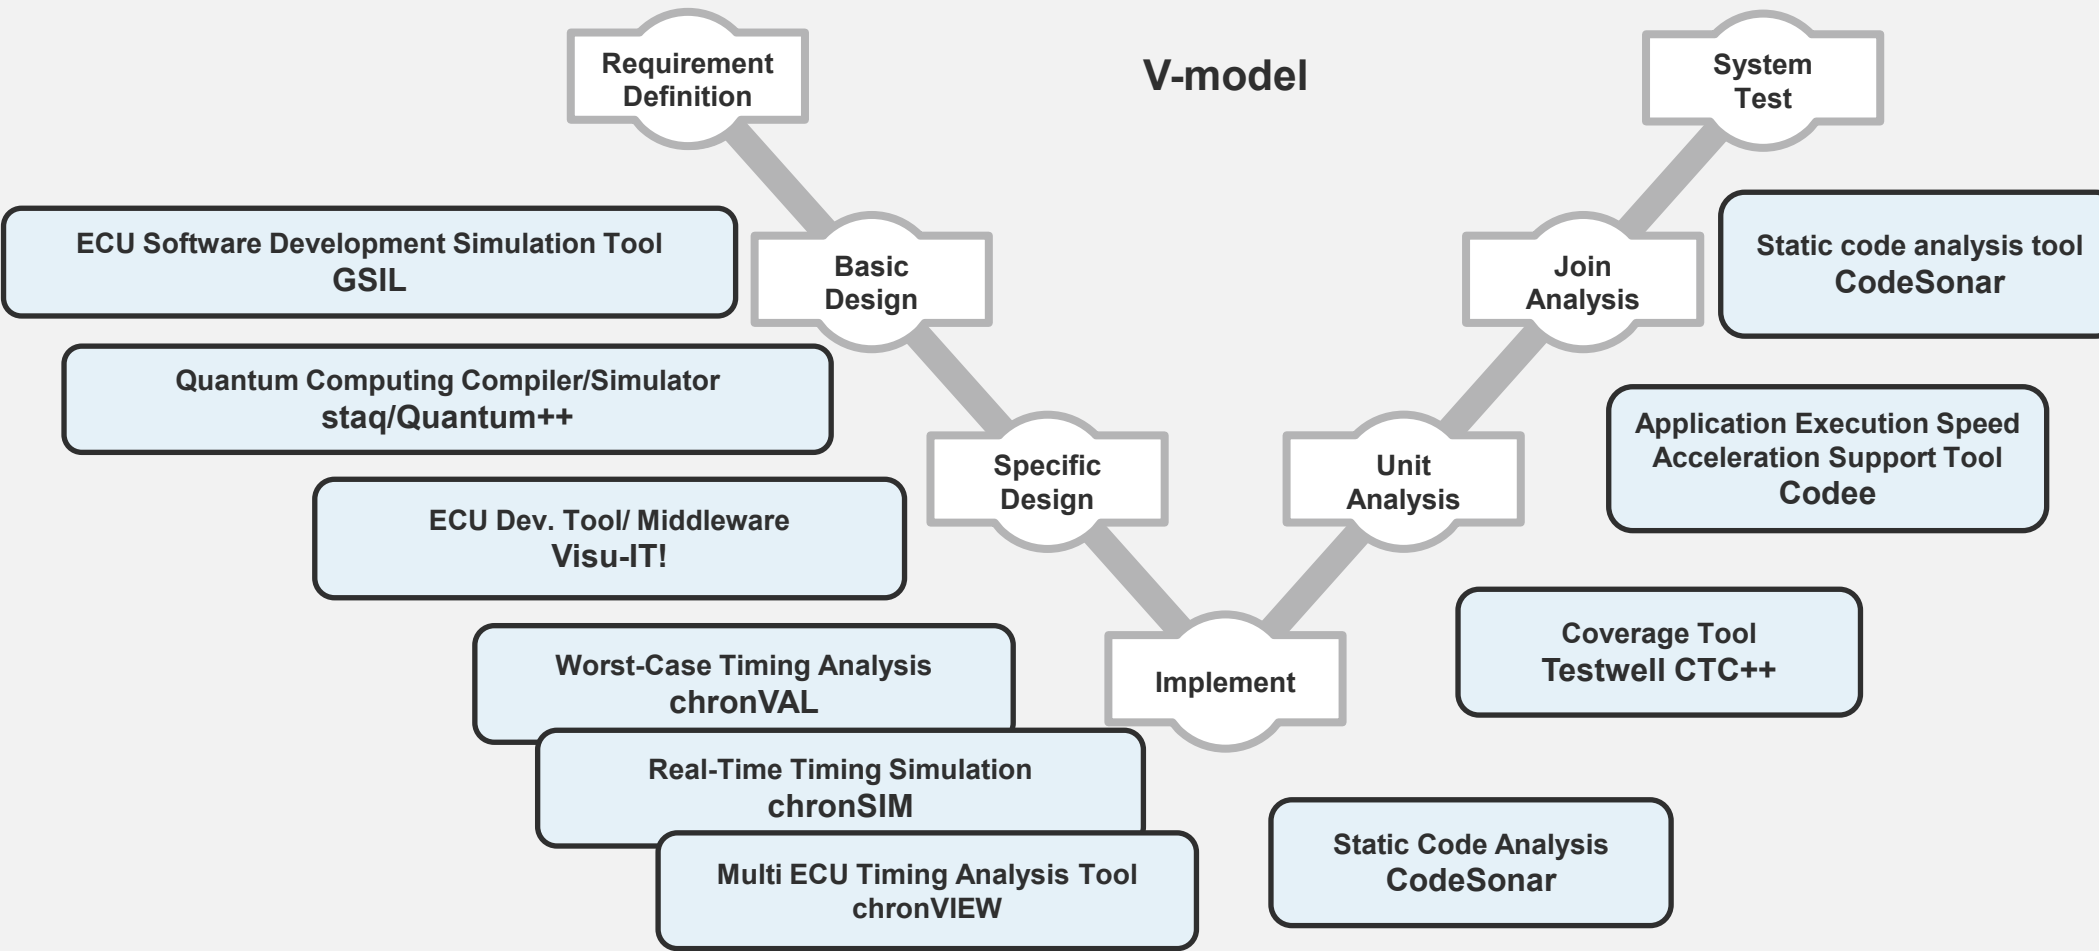 Requirement
Definition
V-model
System
Test
ECU Software Development Simulation Tool
GSIL
Basic
Design
Join
Analysis
Static code analysis tool
CodeSonar
Quantum Computing Compiler/Simulator
staq/Quantum++
Application Execution Speed
Acceleration Support Tool
Codee
Specific
Design
Unit
Analysis
ECU Dev. Tool/ Middleware
Visu-IT!
Worst-Case Timing Analysis
chronVAL
Implement
Coverage Tool
Testwell CTC++
Real-Time Timing Simulation
chronSIM
Multi ECU Timing Analysis Tool
chronVIEW
Static Code Analysis
CodeSonar